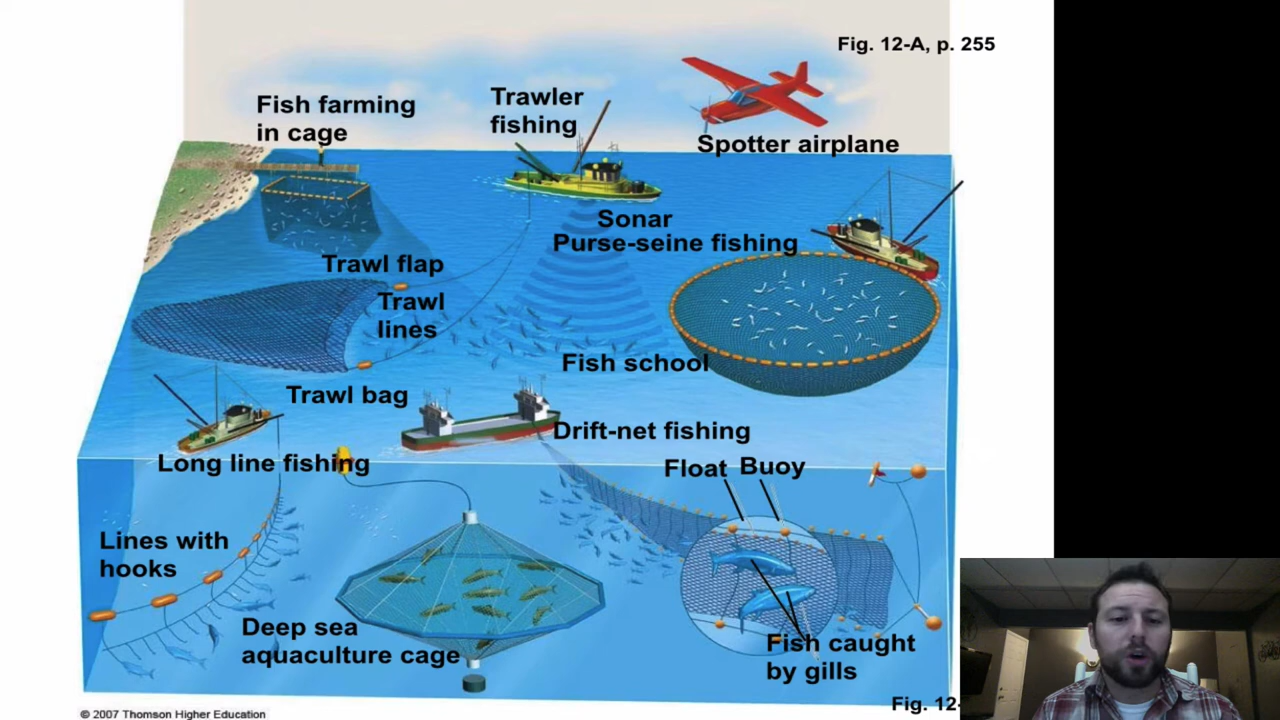 Fig. 12-A, p. 255
Fish farming
in cage
Trawler
fishing
Spotter airplane
Sonar
Purse-seine fishing
Trawl flap
Trawl
lines
Fish school
Trawl bag
Drift-net fishing
Long line fishing
Float
Buoy
Lines with
hooks
Deep sea
aquaculture cage
Fish caught
by gills
Fig. 12-
© 2007 Thomson Higher Education